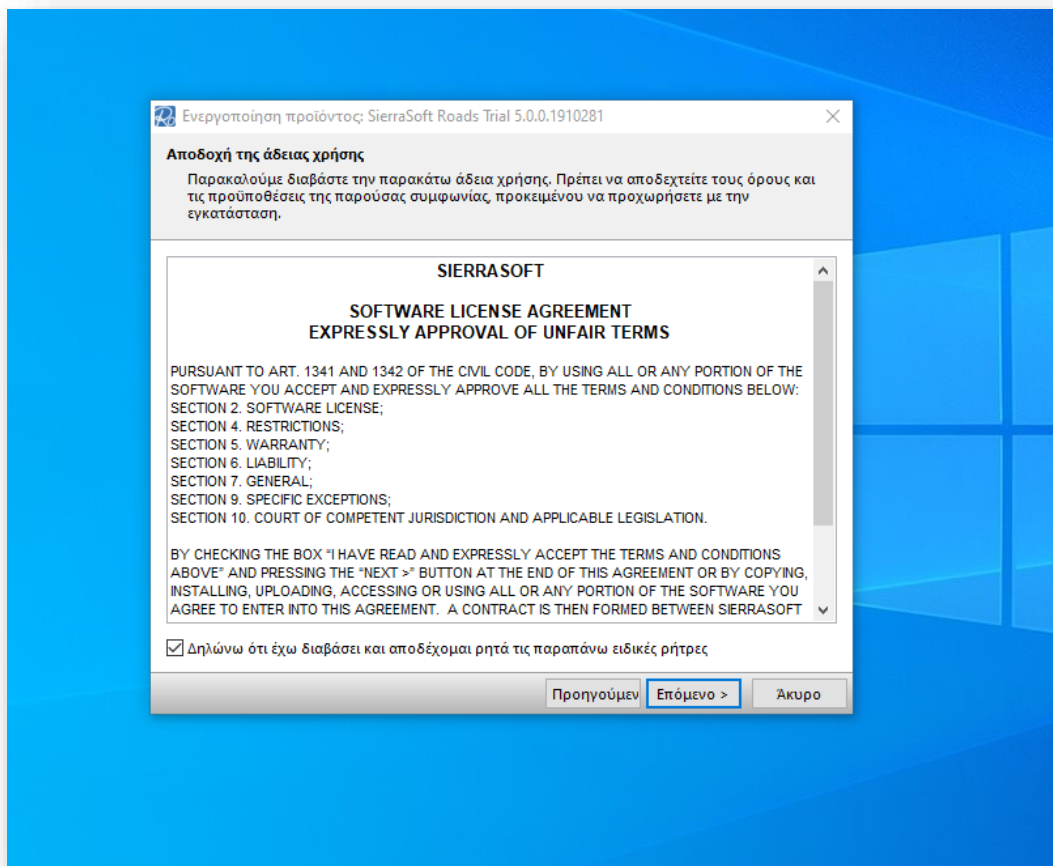 Ενεργοποίηση προϊόντος: SierraSoft Roads Trial 5.0.0.1910281
Αποδοχή της άδειας χρήσης
Παρακαλούμε διαβάστε την παρακάτω άδεια χρήσης. Πρέπει να αποδεχτείτε τους όρους και
τις προϋποθέσεις της παρούσας συμφωνίας, προκειμένου να προχωρήσετε με την
εγκατάσταση.
SIERRASOFT
SOFTWARE LICENSE AGREEMENT
EXPRESSLY APPROVAL OF UNFAIR TERMS
PURSUANT TO ART. 1341 AND 1342 OF THE CIVIL CODE, BY USING ALL OR ANY PORTION OF THE
SOFTWARE YOU ACCEPT AND EXPRESSLY APPROVE ALL THE TERMS AND CONDITIONS BELOW:
SECTION 2. SOFTWARE LICENSE;
SECTION 4. RESTRICTIONS;
SECTION 5. WARRANTY;
SECTION 6. LIABILITY;
SECTION 7. GENERAL;
SECTION 9. SPECIFIC EXCEPTIONS;
SECTION 10. COURT OF COMPETENT JURISDICTION AND APPLICABLE LEGISLATION.
BY CHECKING THE BOX “I HAVE READ AND EXPRESSLY ACCEPT THE TERMS AND CONDITIONS
ABOVE” AND PRESSING THE “NEXT >” BUTTON AT THE END OF THIS AGREEMENT OR BY COPYING,
INSTALLING, UPLOADING, ACCESSING OR USING ALL OR ANY PORTION OF THE SOFTWARE YOU
AGREE TO ENTER INTO THIS AGREEMENT. A CONTRACT IS THEN FORMED BETWEEN SIERRASOFT
Δηλώνω ότι έχω διαβάσει και αποδέχομαι ρητά τις παραπάνω ειδικές ρήτρες
Προηγούμεν Επόμενο > Άκυρο